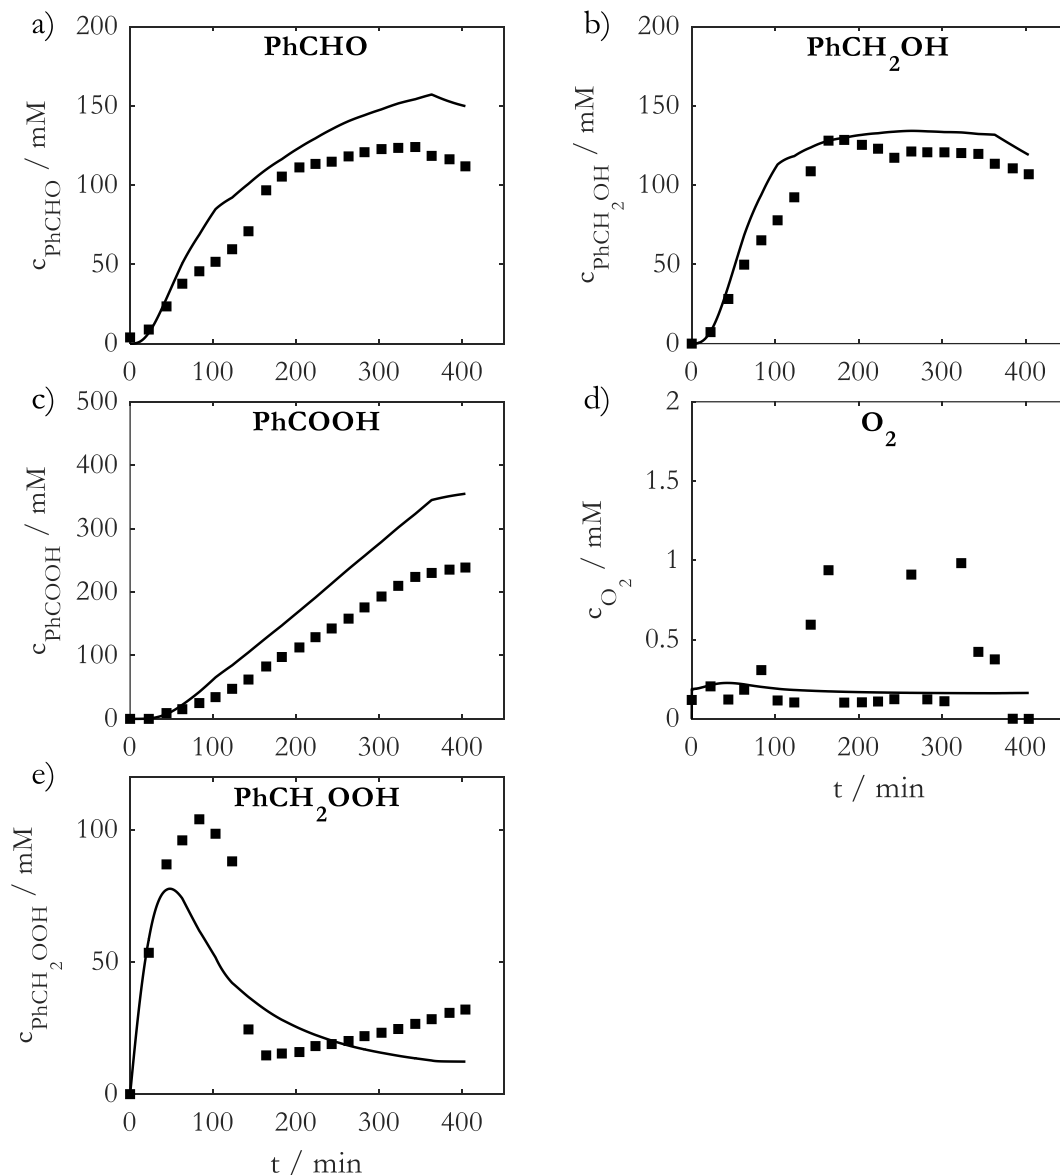 a)
PhCHO
200
150
100
50
0
c_PhCHO / mM
0 100 200 300 400
b)
PhCH₂OH
200
150
100
50
0
c_PhCH₂OH / mM
0 100 200 300 400
c)
PhCOOH
500
400
300
200
100
0
c_PhCOOH / mM
0 100 200 300 400
d)
O₂
2
1.5
1
0.5
0
c_O₂ / mM
0 100 200 300 400
t / min
e)
PhCH₂OOH
100
50
0
c_PhCH₂OOH / mM
0 100 200 300 400
t / min